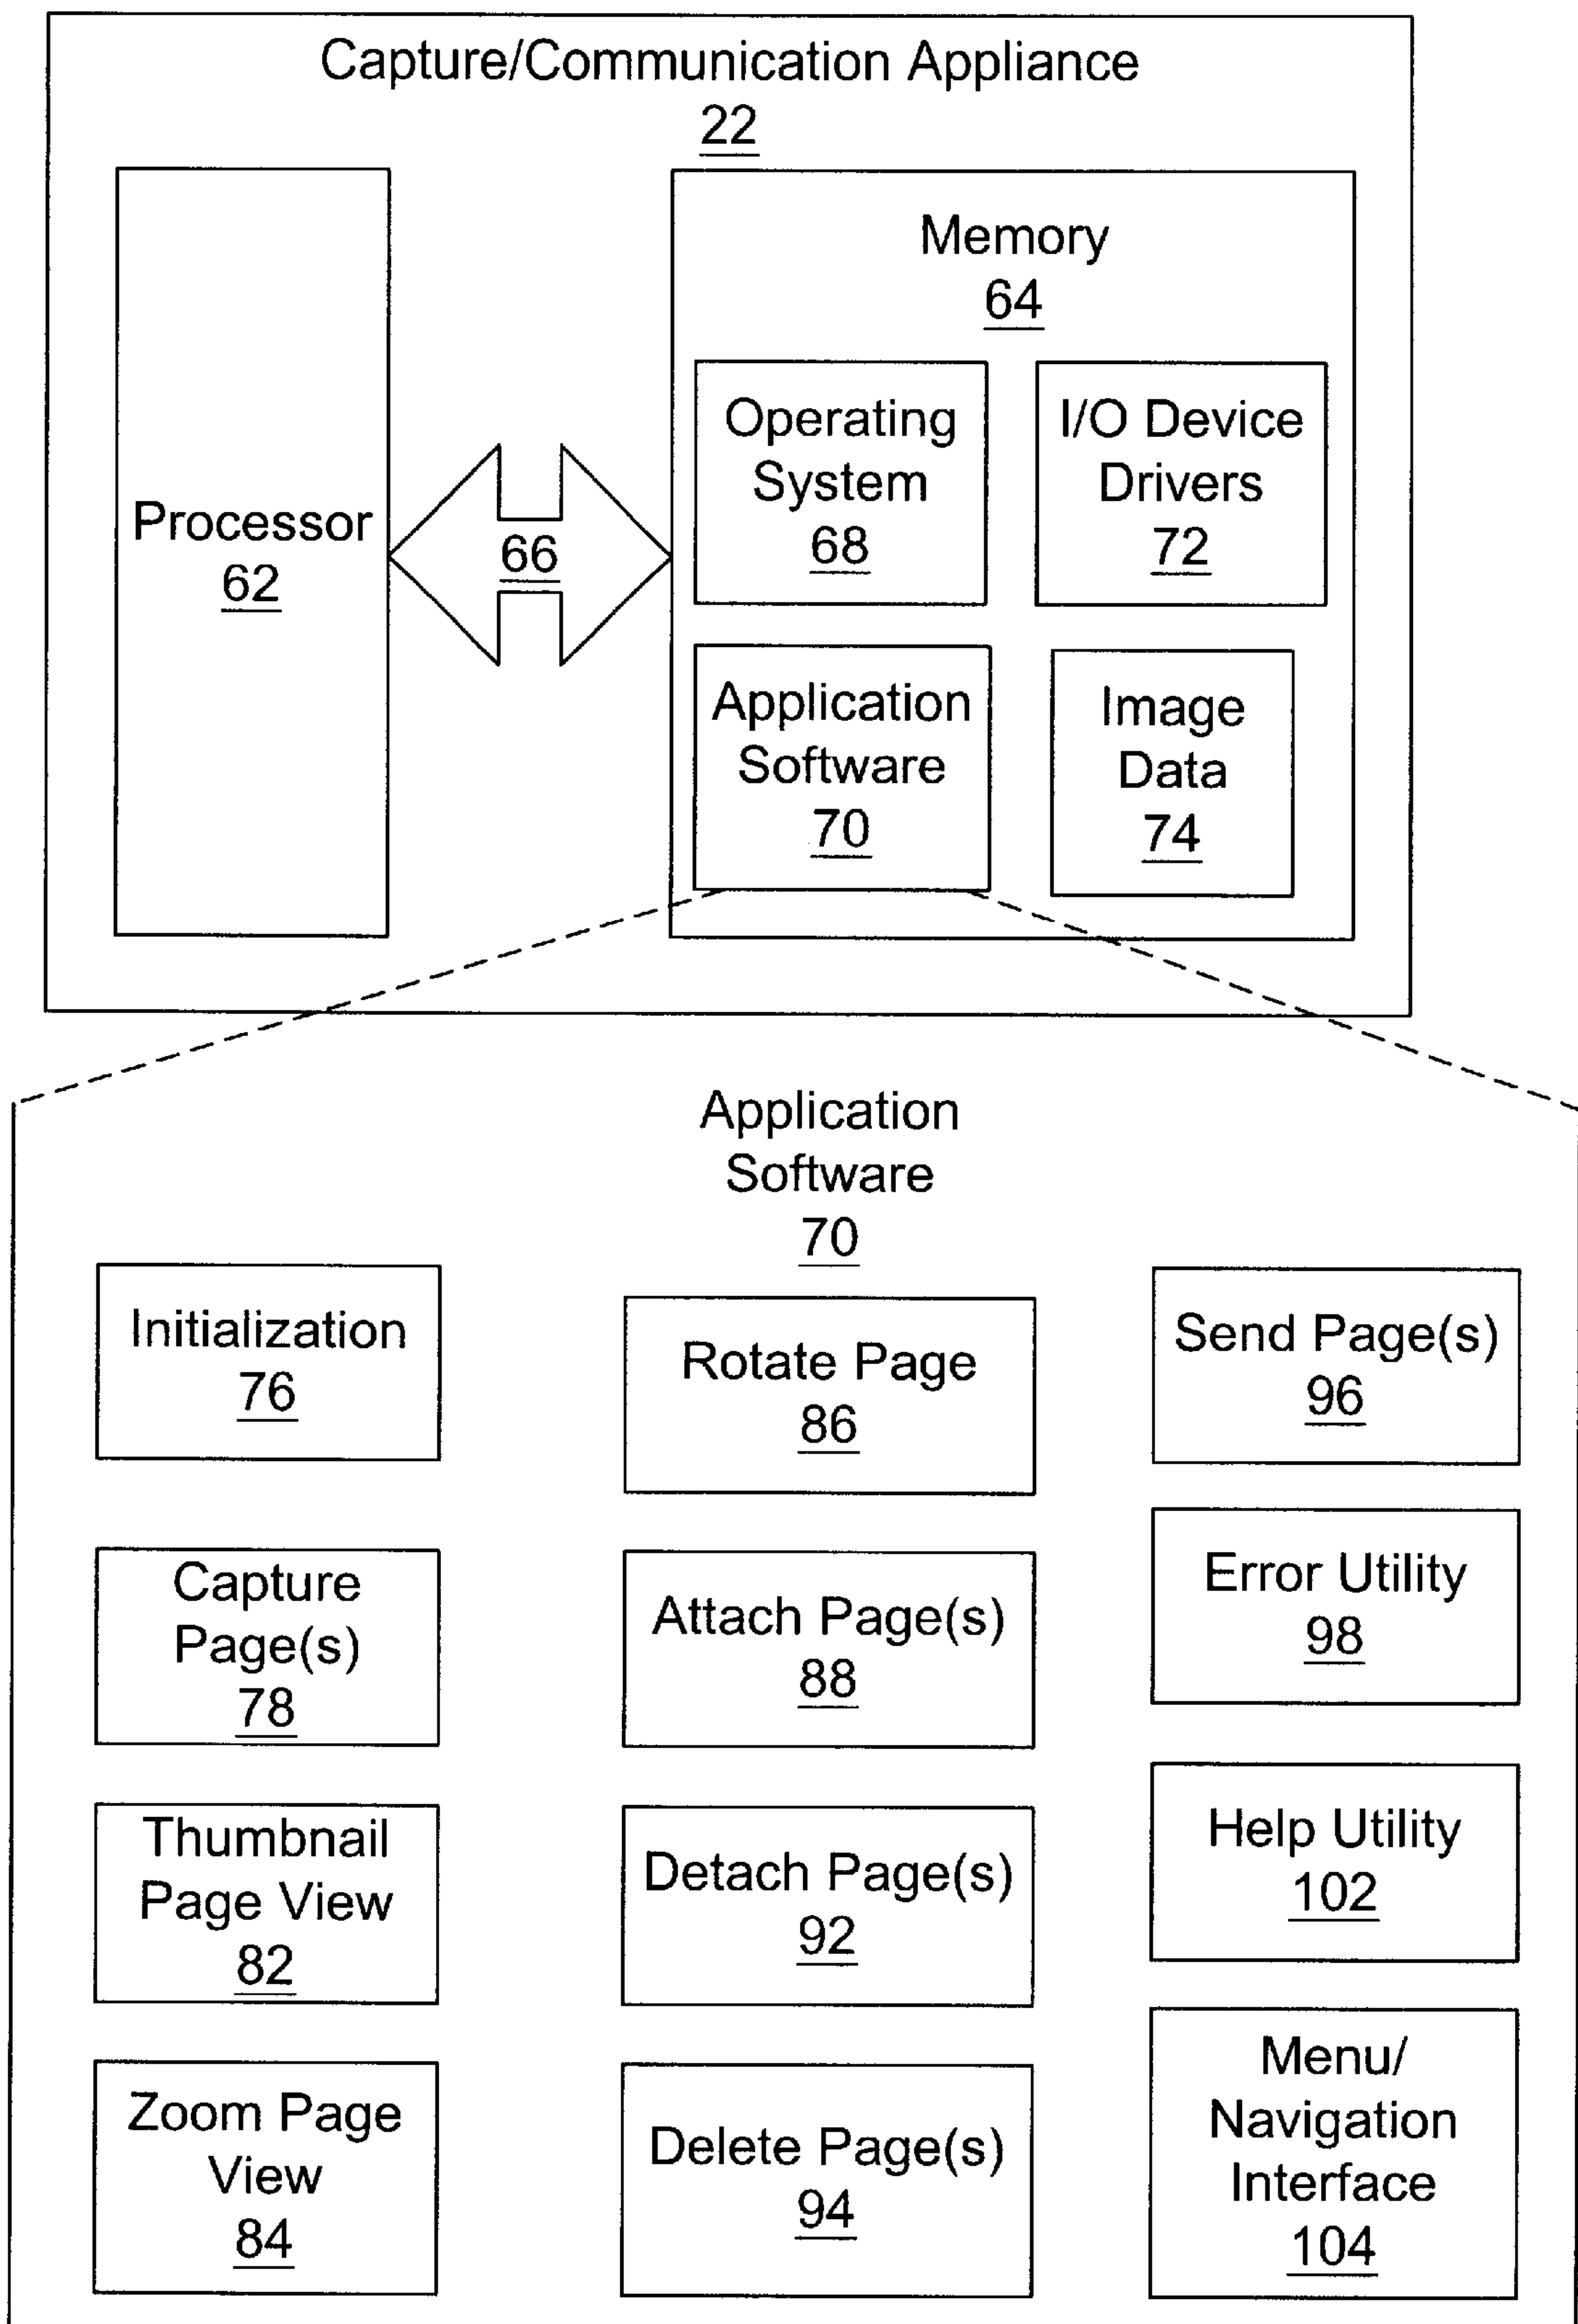 Capture/Communication Appliance
22
Processor
62
66
Memory
64
Operating
System
68
I/O Device
Drivers
72
Application
Software
70
Image
Data
74
Application
Software
70
Initialization
76
Capture
Page(s)
78
Thumbnail
Page View
82
Zoom Page
View
84
Rotate Page
86
Attach Page(s)
88
Detach Page(s)
92
Delete Page(s)
94
Send Page(s)
96
Error Utility
98
Help Utility
102
Menu/
Navigation
Interface
104